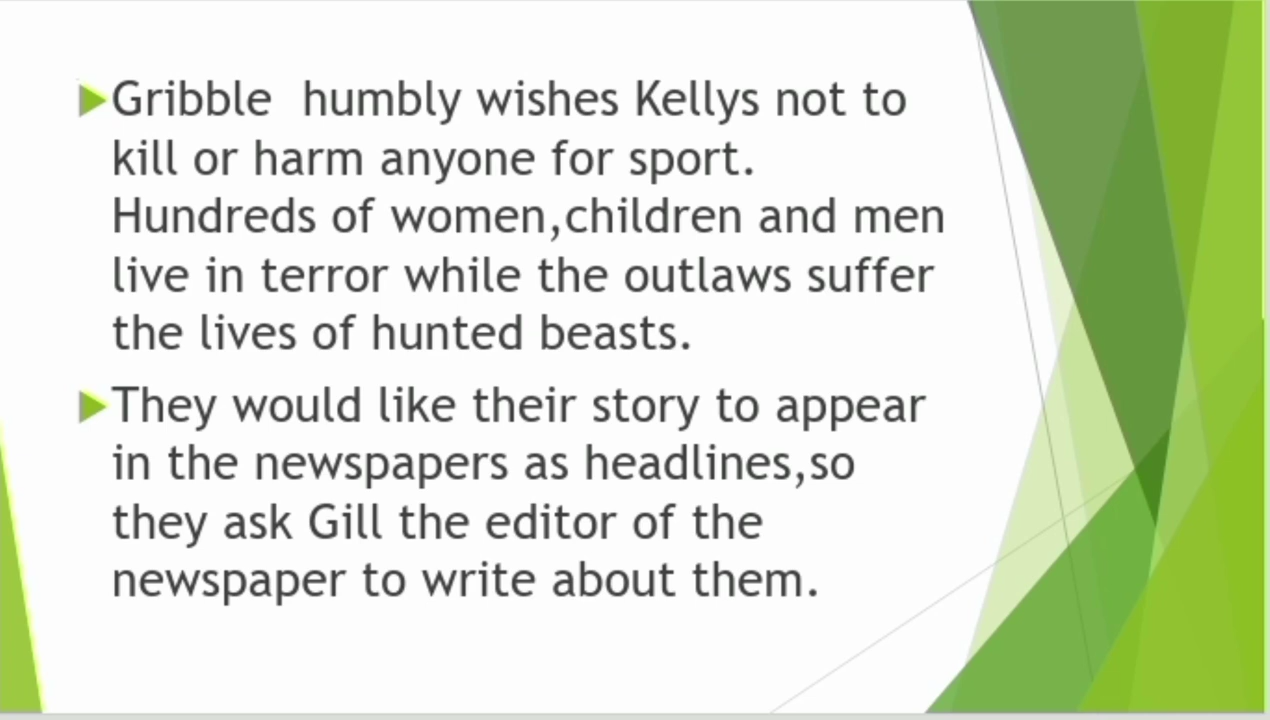 Gribble  humbly wishes Kellys not to
kill or harm anyone for sport.
Hundreds of women,children and men
live in terror while the outlaws suffer
the lives of hunted beasts.
They would like their story to appear
in the newspapers as headlines,so
they ask Gill the editor of the
newspaper to write about them.